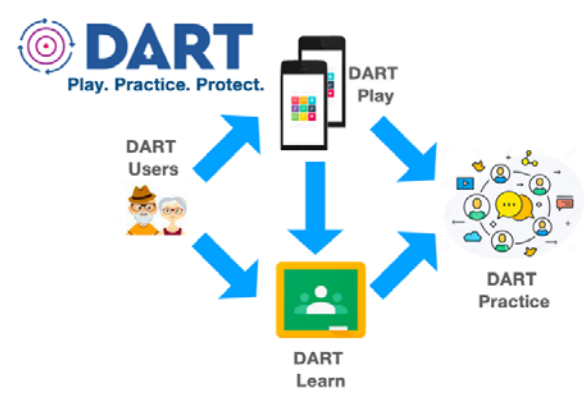 DART
Play. Practice. Protect.
DART
Play
DART
Users
DART
Practice
DART
Learn